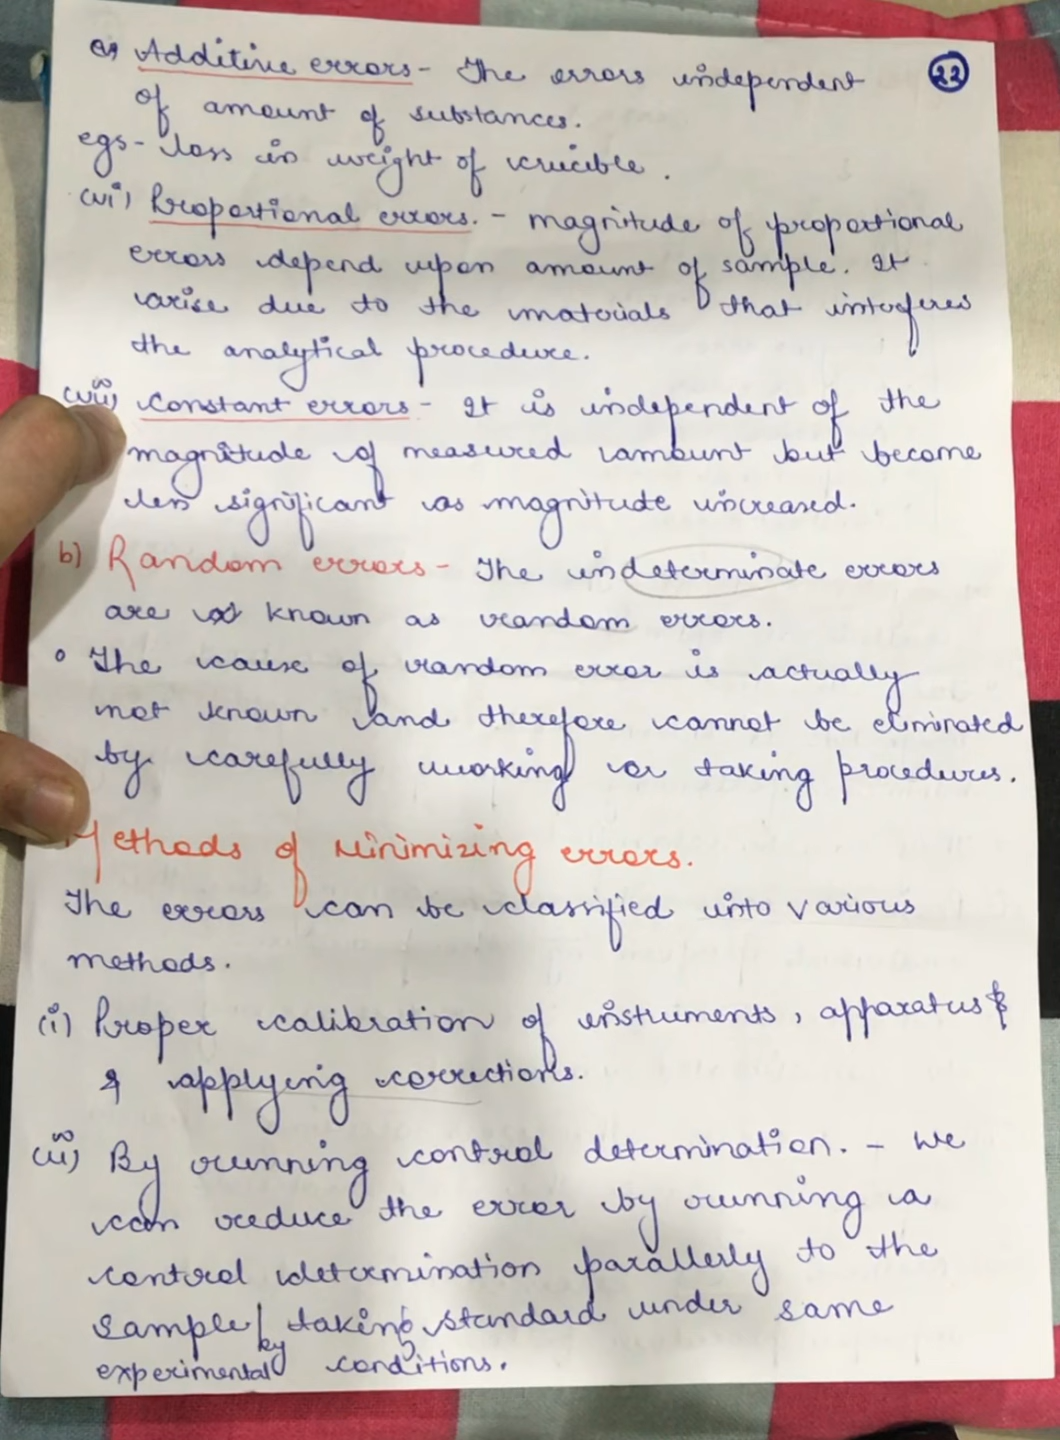 v) Additive errors - The errors independent
22
of amount of substances.
egs - loss in weight of crucible.
(vi) Proportional errors. - magnitude of proportional
errors depend upon amount of sample. It
arise due to the materials that interferes
the analytical procedure.
(vii) Constant errors - It is independent of the
magnitude of measured amount but become
less significant as magnitude increased.
b) Random errors - The indeterminate errors
are known as random errors.
• The cause of random error is actually
not known and therefore cannot be eliminated
by carefully working or taking procedures.
Methods of Minimizing errors.
The errors can be classified into various
methods.
(i) Proper calibration of instruments, apparatus &
& applying corrections.
(ii) By running control determination. - We
can reduce the error by running a
control determination parallerly to the
sample/by taking standard under same
experimental conditions.